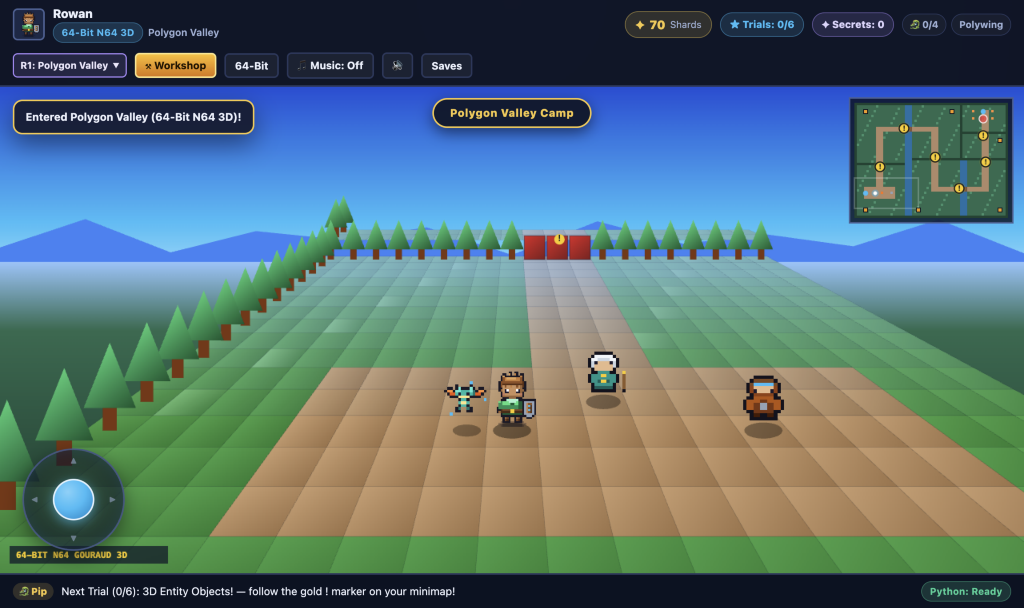 Rowan
64-Bit N64 3D Polygon Valley
70 Shards
Trials: 0/6
Secrets: 0
0/4
Polywing
R1: Polygon Valley
Workshop
64-Bit
Music: Off
Saves
Entered Polygon Valley (64-Bit N64 3D)!
Polygon Valley Camp
64-BIT N64 GOURAUD 3D
Pip
Next Trial (0/6): 3D Entity Objects! — follow the gold ! marker on your minimap!
Python: Ready